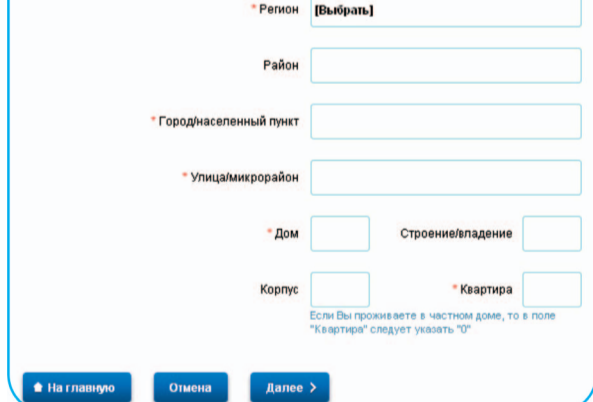 * Регион [Выбрать]
Район
* Город/населенный пункт
* Улица/микрорайон
* Дом Строение/владение
Корпус * Квартира
Если Вы проживаете в частном доме, то в поле
"Квартира" следует указать "0"
На главную Отмена Далее >